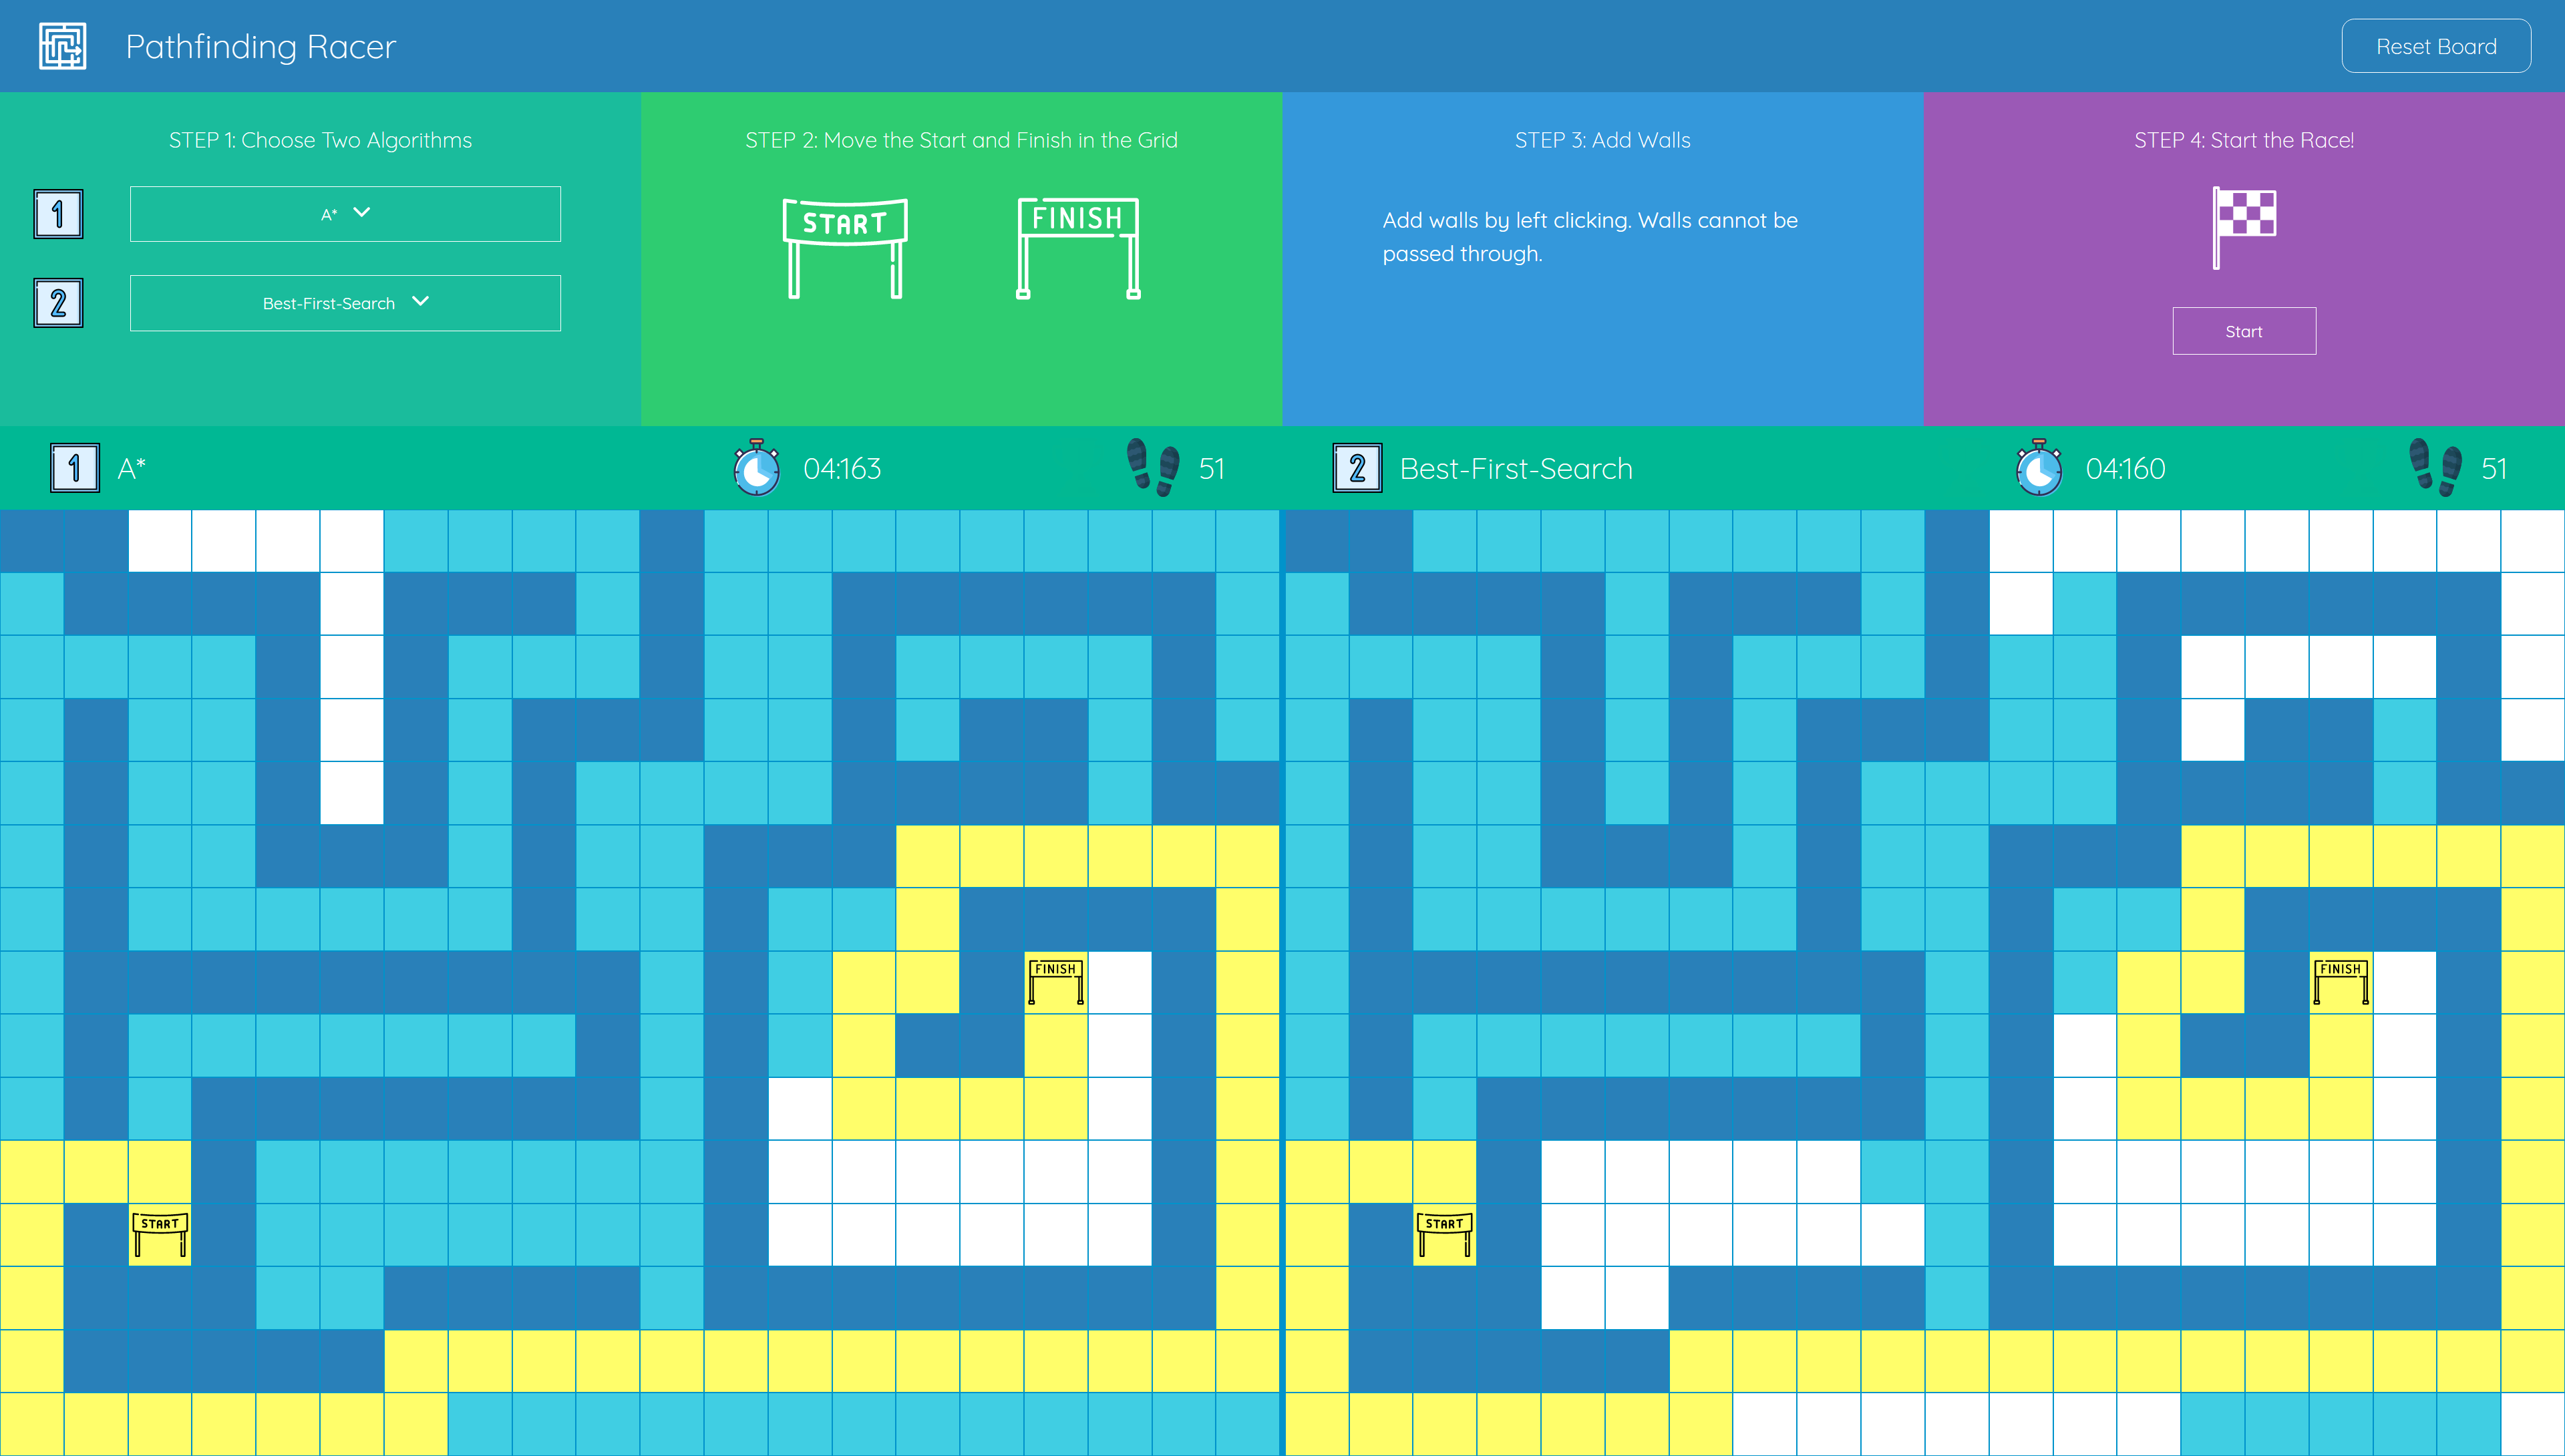 Pathfinding Racer
Reset Board
STEP 1: Choose Two Algorithms
1
A*
2
Best-First-Search
STEP 2: Move the Start and Finish in the Grid
START
FINISH
STEP 3: Add Walls
Add walls by left clicking. Walls cannot be
passed through.
STEP 4: Start the Race!
Start
1
A*
04:163
51
2
Best-First-Search
04:160
51
FINISH
FINISH
START
START